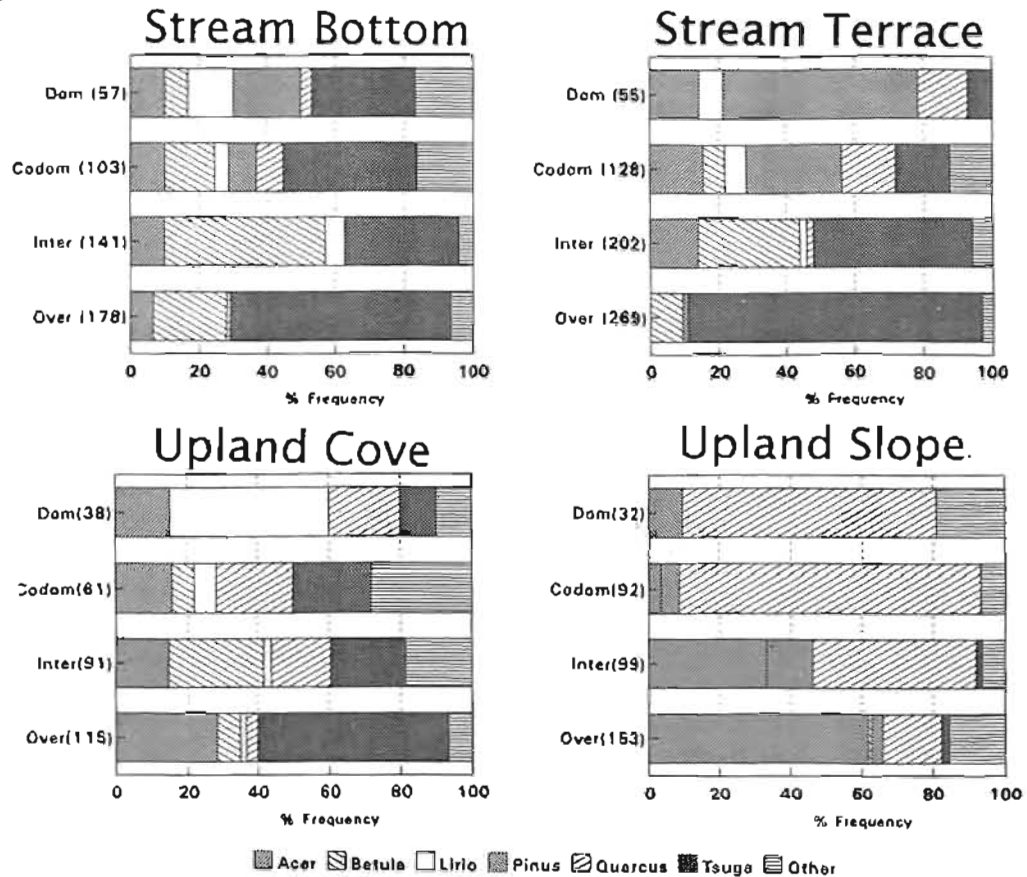 Stream Bottom
Dom (57)
Codom (103)
Inter (141)
Over (178)
0 20 40 60 80 100
% Frequency
Stream Terrace
Dom (55)
Codom (128)
Inter (202)
Over (269)
0 20 40 60 80 100
% Frequency
Upland Cove
Dom(38)
Codom(61)
Inter(91)
Over(115)
0 20 40 60 80 100
% Frequency
Upland Slope.
Dom(32)
Codom(92)
Inter(99)
Over(153)
0 20 40 60 80 100
% Frequency
Acer Betula Lirio Pinus Quercus Tsuga Other